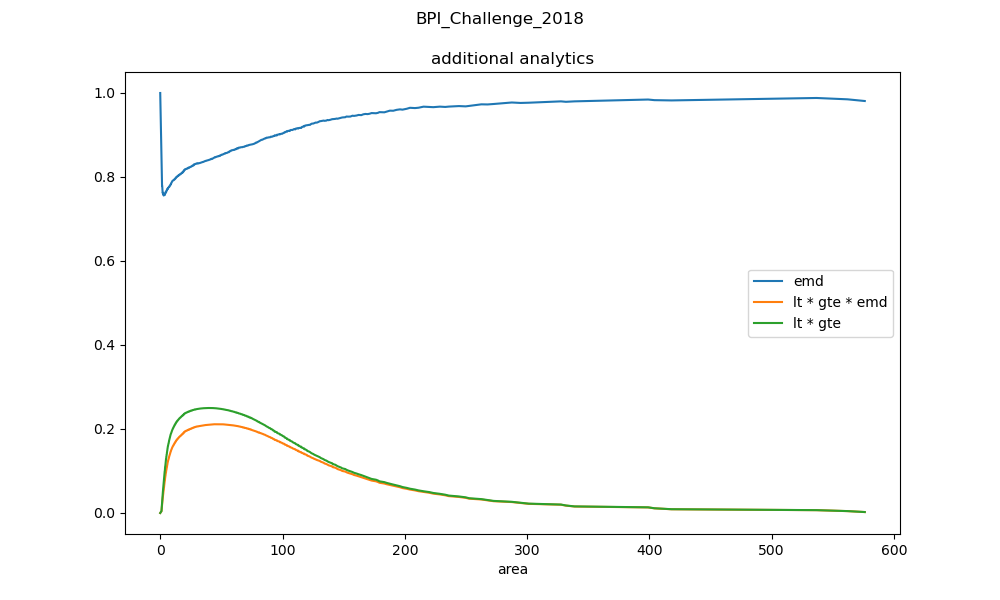 BPI_Challenge_2018
additional analytics
1.0
0.8
0.6
0.4
0.2
0.0
emd
lt * gte * emd
lt * gte
0 100 200 300 400 500 600
area